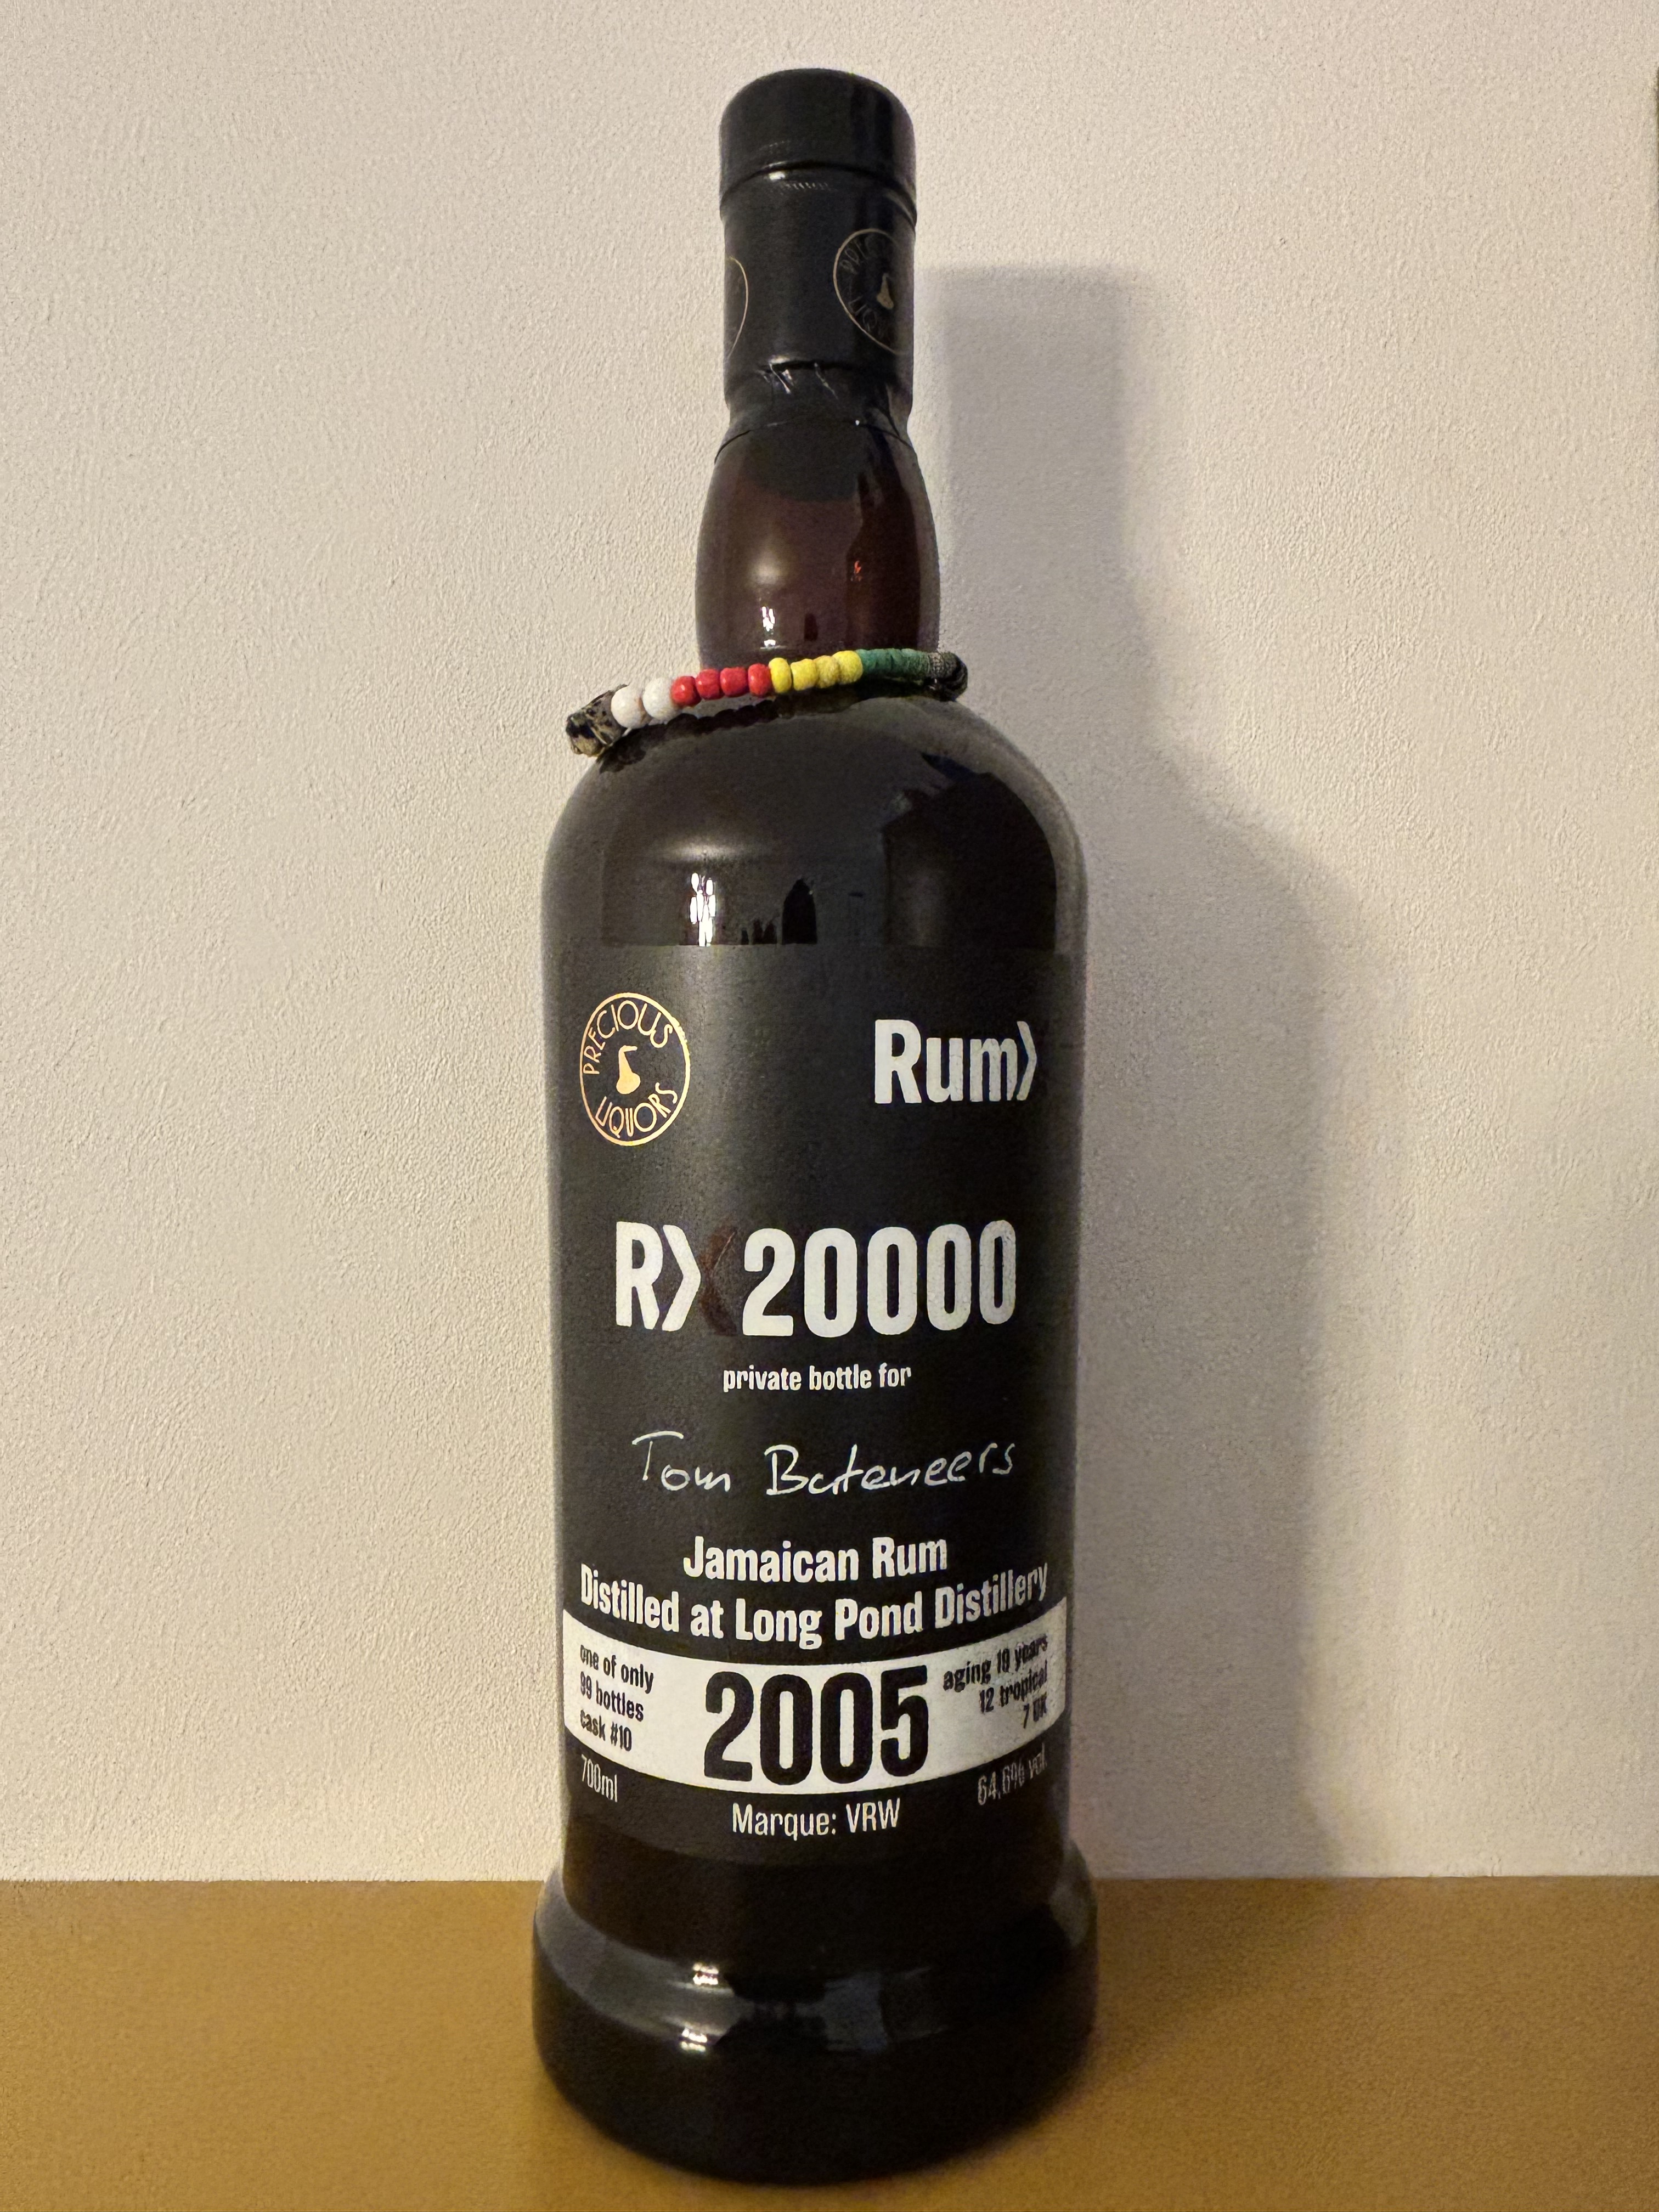 PRECIOUS LIQUORS
Rum
RX20000
private bottle for
Tom Bateneers
Jamaican Rum
Distilled at Long Pond Distillery
one of only
99 bottles
cask #10
2005
aging 19 years
12 tropical
7 UK
700ml
64,6% vol.
Marque: VRW